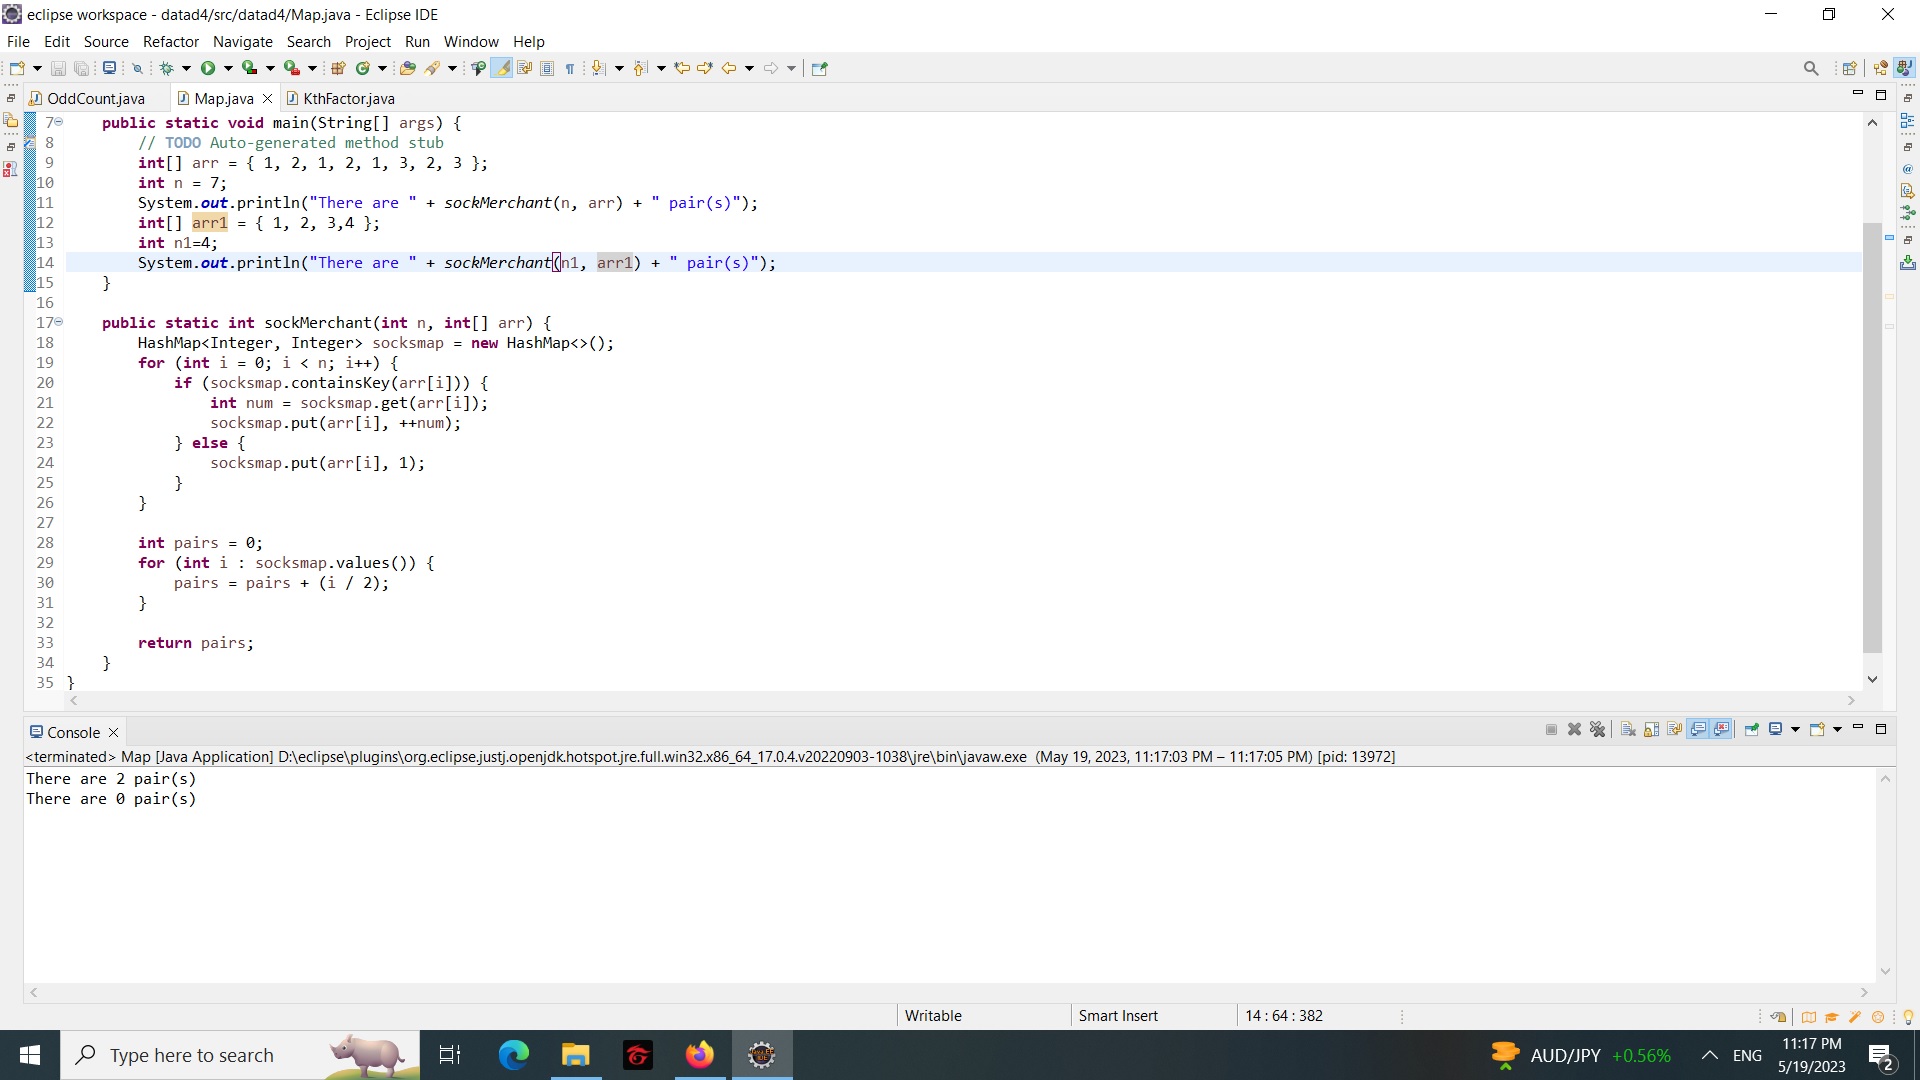 eclipse workspace - datad4/src/datad4/Map.java - Eclipse IDE
File Edit Source Refactor Navigate Search Project Run Window Help
OddCount.java Map.java KthFactor.java
7 public static void main(String[] args) {
8 // TODO Auto-generated method stub
9 int[] arr = { 1, 2, 1, 2, 1, 3, 2, 3 };
10 int n = 7;
11 System.out.println("There are " + sockMerchant(n, arr) + " pair(s)");
12 int[] arr1 = { 1, 2, 3,4 };
13 int n1=4;
14 System.out.println("There are " + sockMerchant(n1, arr1) + " pair(s)");
15 }
16
17 public static int sockMerchant(int n, int[] arr) {
18 HashMap<Integer, Integer> socksmap = new HashMap<>();
19 for (int i = 0; i < n; i++) {
20 if (socksmap.containsKey(arr[i])) {
21 int num = socksmap.get(arr[i]);
22 socksmap.put(arr[i], ++num);
23 } else {
24 socksmap.put(arr[i], 1);
25 }
26 }
27
28 int pairs = 0;
29 for (int i : socksmap.values()) {
30 pairs = pairs + (i / 2);
31 }
32
33 return pairs;
34 }
35 }
Console
<terminated> Map [Java Application] D:\eclipse\plugins\org.eclipse.justj.openjdk.hotspot.jre.full.win32.x86_64_17.0.4.v20220903-1038\jre\bin\javaw.exe (May 19, 2023, 11:17:03 PM – 11:17:05 PM) [pid: 13972]
There are 2 pair(s)
There are 0 pair(s)
Writable Smart Insert 14 : 64 : 382
Type here to search AUD/JPY +0.56% ENG 11:17 PM
5/19/2023 2